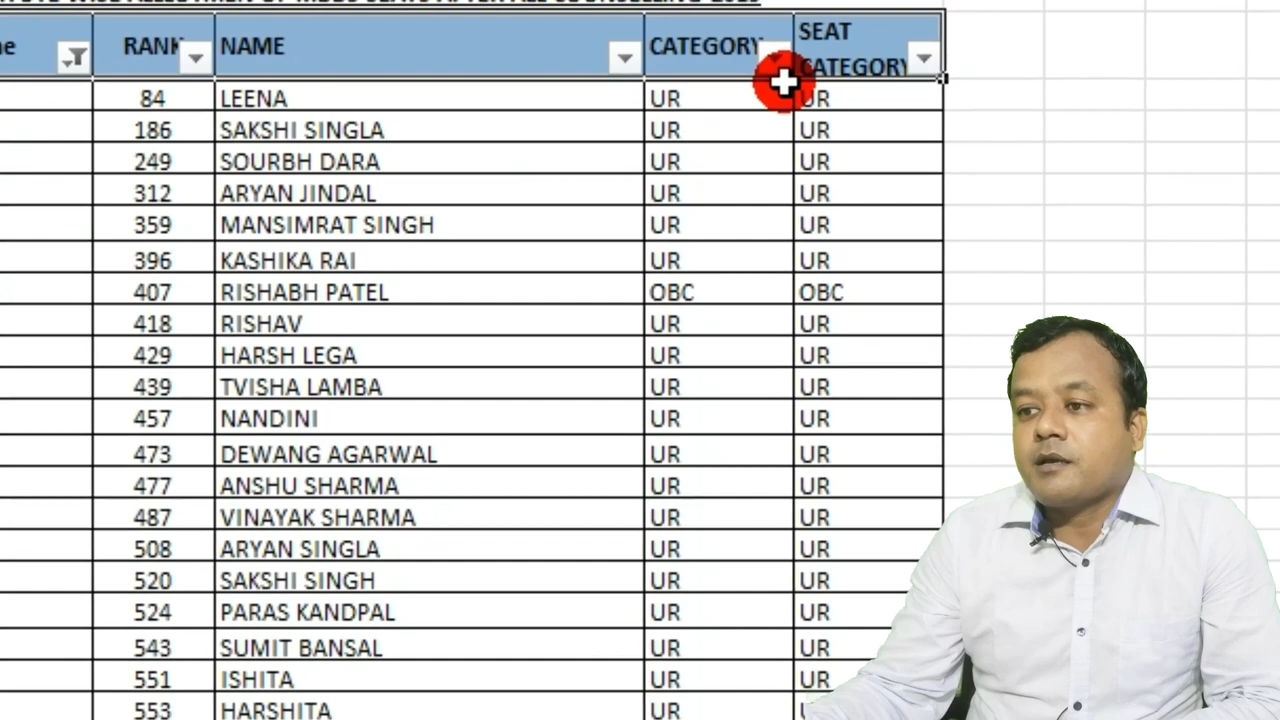 RANK NAME CATEGORY SEAT CATEGORY
84 LEENA UR UR
186 SAKSHI SINGLA UR UR
249 SOURBH DARA UR UR
312 ARYAN JINDAL UR UR
359 MANSIMRAT SINGH UR UR
396 KASHIKA RAI UR UR
407 RISHABH PATEL OBC OBC
418 RISHAV UR UR
429 HARSH LEGA UR UR
439 TVISHA LAMBA UR UR
457 NANDINI UR UR
473 DEWANG AGARWAL UR UR
477 ANSHU SHARMA UR UR
487 VINAYAK SHARMA UR UR
508 ARYAN SINGLA UR UR
520 SAKSHI SINGH UR UR
524 PARAS KANDPAL UR UR
543 SUMIT BANSAL UR UR
551 ISHITA UR UR
553 HARSHITA UR